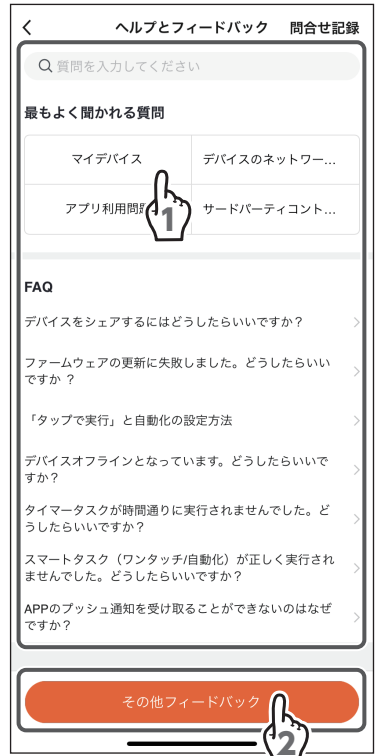 ヘルプとフィードバック 問合せ記録
質問を入力してください
最もよく聞かれる質問
マイデバイス デバイスのネットワー...
アプリ利用問 サードパーティコント...
1
FAQ
デバイスをシェアするにはどうしたらいいですか？
ファームウェアの更新に失敗しました。どうしたらいい
ですか ？
「タップで実行」と自動化の設定方法
デバイスオフラインとなっています。どうしたらいいで
すか？
タイマータスクが時間通りに実行されませんでした。ど
うしたらいいですか？
スマートタスク（ワンタッチ/自動化）が正しく実行され
ませんでした。どうしたらいいですか？
APPのプッシュ通知を受け取ることができないのはなぜ
ですか？
その他フィードバック
2